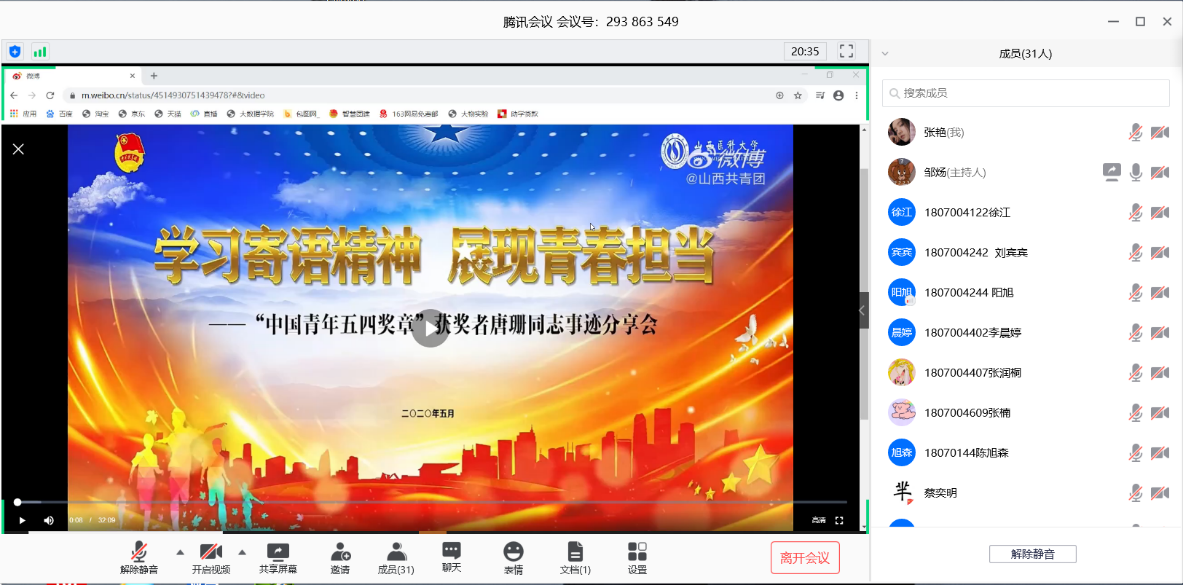 腾讯会议 会议号：293 863 549
20:35
成员(31人)
微博
m.weibo.cn/status/4514930751439478?#&video
应用 百度 淘宝 京东 天猫 直播 大数据学院 包图网_ 智慧团建 163网易免费邮 大物实验 助学贷款
搜索成员
微博
@山西共青团
学习寄语精神 展现青春担当
——“中国青年五四奖章”获奖者唐珊同志事迹分享会
二〇二〇年五月
0:08 / 32:09
高清
张艳(我)
邹炀(主持人)
徐江 1807004122徐江
宾宾 1807004242 刘宾宾
阳旭 1807004244 阳旭
晨婷 1807004402李晨婷
1807004407张润桐
1807004609张楠
旭森 18070144陈旭森
芈 蔡奕明
解除静音
开启视频
共享屏幕
邀请
成员(31)
聊天
表情
文档(1)
设置
离开会议
解除静音